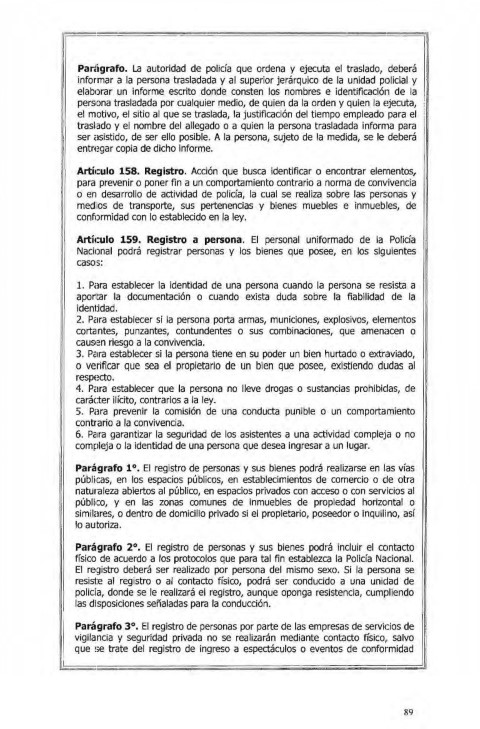 Parágrafo. La autoridad de policía que ordena y ejecuta el traslado, deberá
informar a la persona trasladada y al superior jerárquico de la unidad policial y
elaborar un informe escrito donde consten los nombres e identificación de la
persona trasladada por cualquier medio, de quien da la orden y quien la ejecuta,
el motivo, el sitio al que se traslada, la justificación del tiempo empleado para el
traslado y el nombre del allegado o a quien la persona trasladada informa para
ser asistido, de ser ello posible. A la persona, sujeto de la medida, se le deberá
entregar copia de dicho informe.
Artículo 158. Registro. Acción que busca identificar o encontrar elementos,
para prevenir o poner fin a un comportamiento contrario a norma de convivencia
o en desarrollo de actividad de policía, la cual se realiza sobre las personas y
medios de transporte, sus pertenencias y bienes muebles e inmuebles, de
conformidad con lo establecido en la ley.
Artículo 159. Registro a persona. El personal uniformado de la Policía
Nacional podrá registrar personas y los bienes que posee, en los siguientes
casos:
1. Para establecer la identidad de una persona cuando la persona se resista a
aportar la documentación o cuando exista duda sobre la fiabilidad de la
identidad.
2. Para establecer si la persona porta armas, municiones, explosivos, elementos
cortantes, punzantes, contundentes o sus combinaciones, que amenacen o
causen riesgo a la convivencia.
3. Para establecer si la persona tiene en su poder un bien hurtado o extraviado,
o verificar que sea el propietario de un bien que posee, existiendo dudas al
respecto.
4. Para establecer que la persona no lleve drogas o sustancias prohibidas, de
carácter ilícito, contrarios a la ley.
5. Para prevenir la comisión de una conducta punible o un comportamiento
contrario a la convivencia.
6. Para garantizar la seguridad de los asistentes a una actividad compleja o no
compleja o la identidad de una persona que desea ingresar a un lugar.
Parágrafo 1°. El registro de personas y sus bienes podrá realizarse en las vías
públicas, en los espacios públicos, en establecimientos de comercio o de otra
naturaleza abiertos al público, en espacios privados con acceso o con servicios al
público, y en las zonas comunes de inmuebles de propiedad horizontal o
similares, o dentro de domicilio privado si el propietario, poseedor o inquilino, así
lo autoriza.
Parágrafo 2°. El registro de personas y sus bienes podrá incluir el contacto
físico de acuerdo a los protocolos que para tal fin establezca la Policía Nacional.
El registro deberá ser realizado por persona del mismo sexo. Si la persona se
resiste al registro o al contacto físico, podrá ser conducido a una unidad de
policía, donde se le realizará el registro, aunque oponga resistencia, cumpliendo
las disposiciones señaladas para la conducción.
Parágrafo 3°. El registro de personas por parte de las empresas de servicios de
vigilancia y seguridad privada no se realizarán mediante contacto físico, salvo
que se trate del registro de ingreso a espectáculos o eventos de conformidad
89